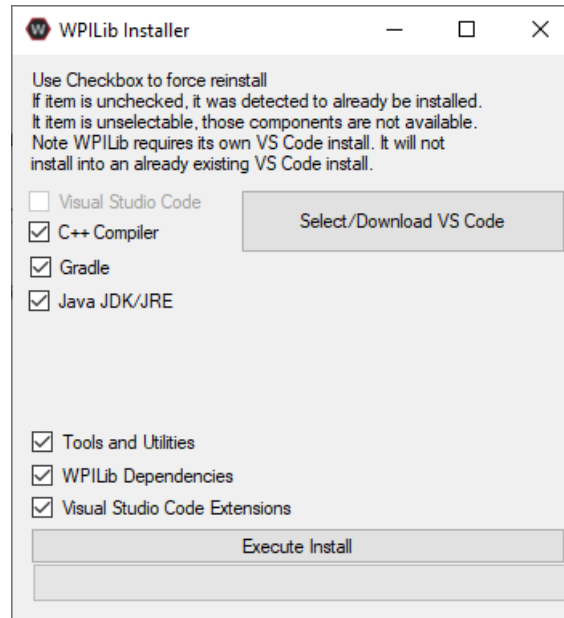 WPILib Installer
Use Checkbox to force reinstall
If item is unchecked, it was detected to already be installed.
It item is unselectable, those components are not available.
Note WPILib requires its own VS Code install. It will not
install into an already existing VS Code install.
Visual Studio Code
Select/Download VS Code
C++ Compiler
Gradle
Java JDK/JRE
Tools and Utilities
WPILib Dependencies
Visual Studio Code Extensions
Execute Install